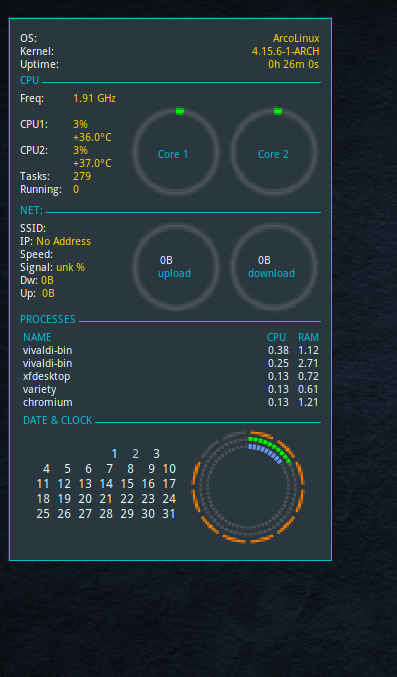 OS: ArcoLinux
Kernel: 4.15.6-1-ARCH
Uptime: 0h 26m 0s
CPU
Freq: 1.91 GHz
CPU1: 3%
+36.0°C
CPU2: 3%
+37.0°C
Tasks: 279
Running: 0
Core 1
Core 2
NET:
SSID:
IP: No Address
Speed:
Signal: unk %
Dw: 0B
Up: 0B
0B
upload
0B
download
PROCESSES
NAME CPU RAM
vivaldi-bin 0.38 1.12
vivaldi-bin 0.25 2.71
xfdesktop 0.13 0.72
variety 0.13 0.61
chromium 0.13 1.21
DATE & CLOCK
1 2 3
4 5 6 7 8 9 10
11 12 13 14 15 16 17
18 19 20 21 22 23 24
25 26 27 28 29 30 31